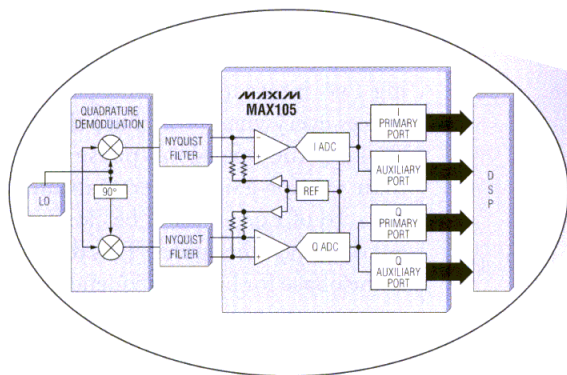 MAXIM
MAX105
QUADRATURE
DEMODULATION
LO
90°
NYQUIST
FILTER
NYQUIST
FILTER
I ADC
REF
Q ADC
I
PRIMARY
PORT
I
AUXILIARY
PORT
Q
PRIMARY
PORT
Q
AUXILIARY
PORT
DSP